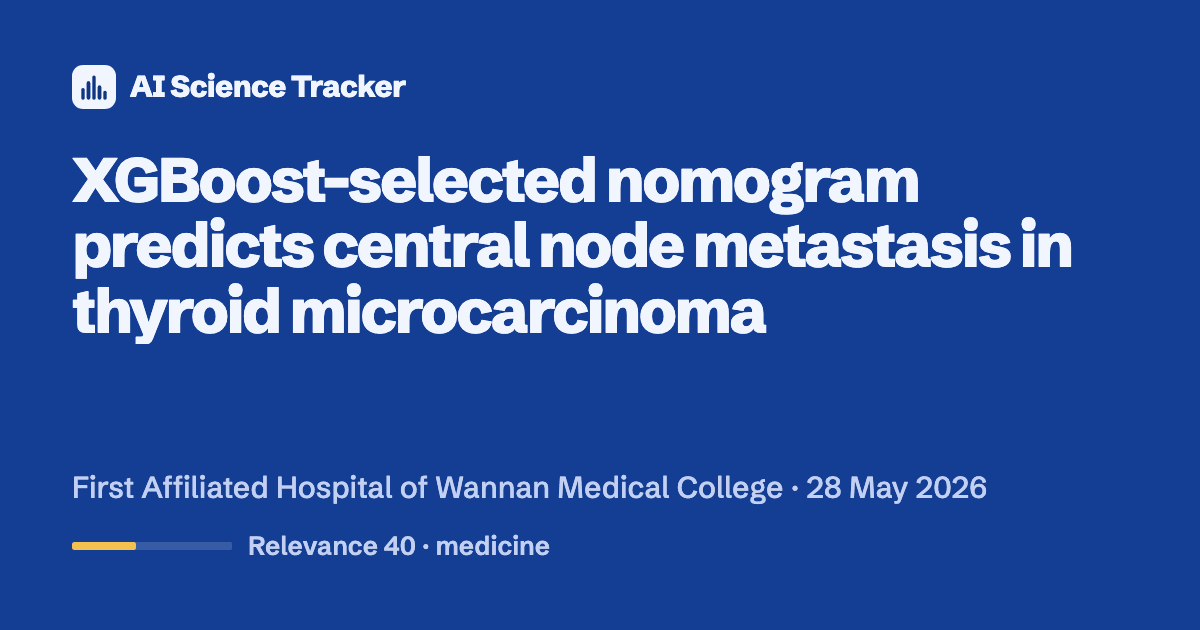 AI Science Tracker
XGBoost-selected nomogram
predicts central node metastasis in
thyroid microcarcinoma
First Affiliated Hospital of Wannan Medical College · 28 May 2026
Relevance 40 · medicine